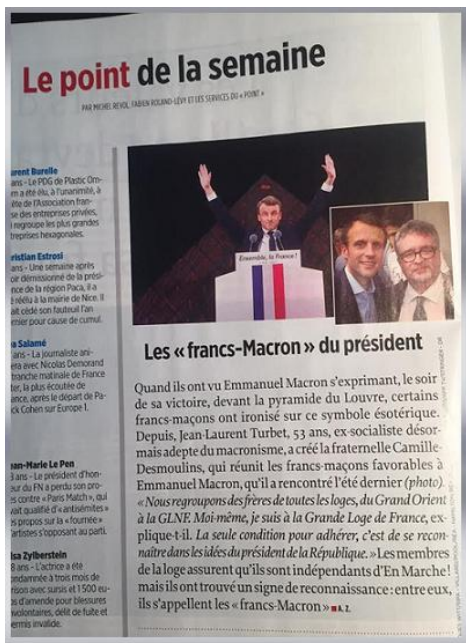 Le point de la semaine
PAR MICHEL REVOL, FABIEN ROLAND-LÉVY ET LES SERVICES DU « POINT »
Laurent Burelle
ans - Le PDG de Plastic Om-
m a été élu, à l'unanimité, à
tête de l'Association fran-
se des entreprises privées,
regroupe les plus grandes
treprises hexagonales.
ristian Estrosi
ans - Une semaine après
oir démissionné de la prési-
nce de la région Paca, il a
réélu à la mairie de Nice. Il
ait cédé son fauteuil l'an
rnier pour cause de cumul.
a Salamé
ans - La journaliste ani-
era avec Nicolas Demorand
tranche matinale de France
ter, la plus écoutée de
ance, après le départ de Pa-
ck Cohen sur Europe 1.
an-Marie Le Pen
ans - Le président d'hon-
eur du FN a perdu son pro-
s contre « Paris Match », qui
vait qualifié d'« antisémites »
s propos sur la « fournée »
artistes s'opposant au parti.
sa Zylberstein
8 ans - L'actrice a été
ondamnée à trois mois de
rison avec sursis et 1 500 eu-
s d'amende pour blessures
volontaires, délit de fuite et
ermis invalide.
Ensemble, la France !
Les « francs-Macron » du président
Quand ils ont vu Emmanuel Macron s'exprimant, le soir
de sa victoire, devant la pyramide du Louvre, certains
francs-maçons ont ironisé sur ce symbole ésotérique.
Depuis, Jean-Laurent Turbet, 53 ans, ex-socialiste désor-
mais adepte du macronisme, a créé la fraternelle Camille-
Desmoulins, qui réunit les francs-maçons favorables à
Emmanuel Macron, qu'il a rencontré l'été dernier (photo).
« Nous regroupons des frères de toutes les loges, du Grand Orient
à la GLNF. Moi-même, je suis à la Grande Loge de France, ex-
plique-t-il. La seule condition pour adhérer, c'est de se recon-
naître dans les idées du président de la République. » Les membres
de la loge assurent qu'ils sont indépendants d'En Marche !
mais ils ont trouvé un signe de reconnaissance : entre eux,
ils s'appellent les « francs-Macron » ■ A. Z.